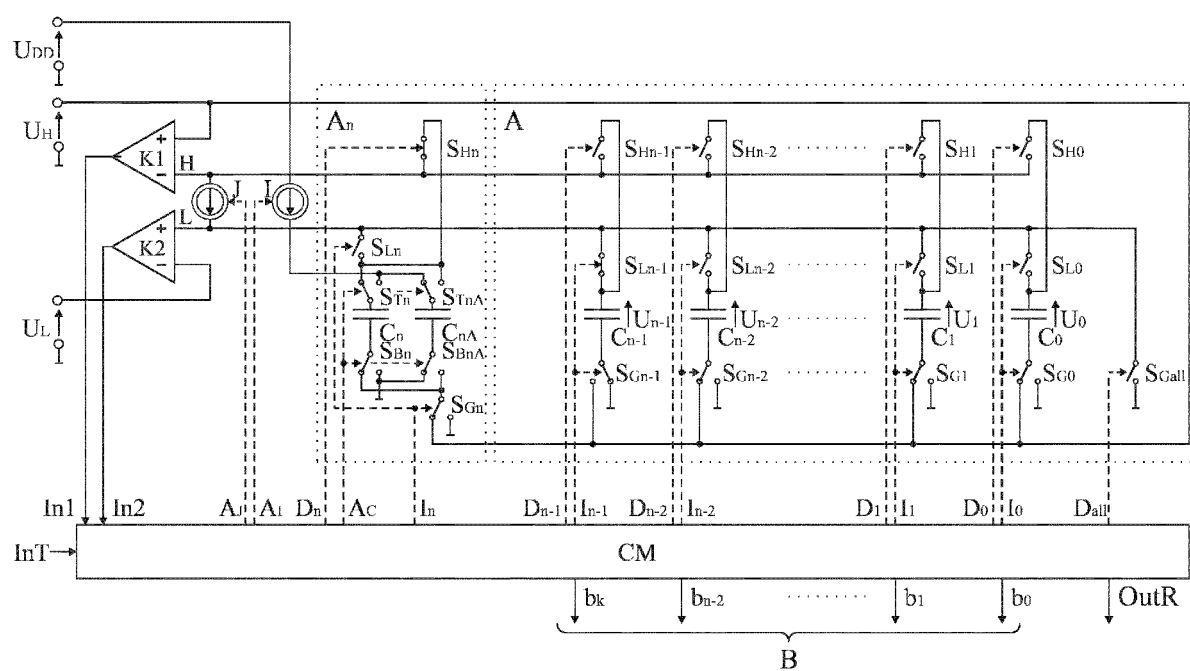 UDD
UH
K1
H
L
K2
UL
J
I
An
A
SHn
SHn-1
SHn-2
SH1
SH0
SLn
SLn-1
SLn-2
SL1
SL0
STn
STnA
Cn
CnA
Un-1
Cn-1
Un-2
Cn-2
U1
C1
U0
C0
SBn
SBnA
SGn
SGn-1
SGn-2
SG1
SG0
SGall
In1
In2
AJ
AI
Dn
AC
In
Dn-1
In-1
Dn-2
In-2
D1
I1
D0
I0
Dall
InT
CM
bk
bn-2
b1
b0
OutR
B